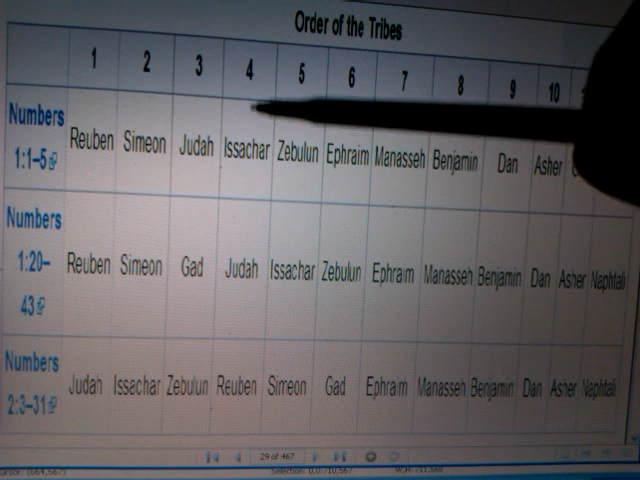 Order of the Tribes
1 2 3 4 5 6 7 8 9 10
Numbers
1:1–5
Reuben Simeon Judah Issachar Zebulun Ephraim Manasseh Benjamin Dan Asher
Numbers
1:20–
43
Reuben Simeon Gad Judah Issachar Zebulun Ephraim Manasseh Benjamin Dan Asher Naphtali
Numbers
2:3–31
Judah Issachar Zebulun Reuben Simeon Gad Ephraim Manasseh Benjamin Dan Asher Naphtali
29 of 467